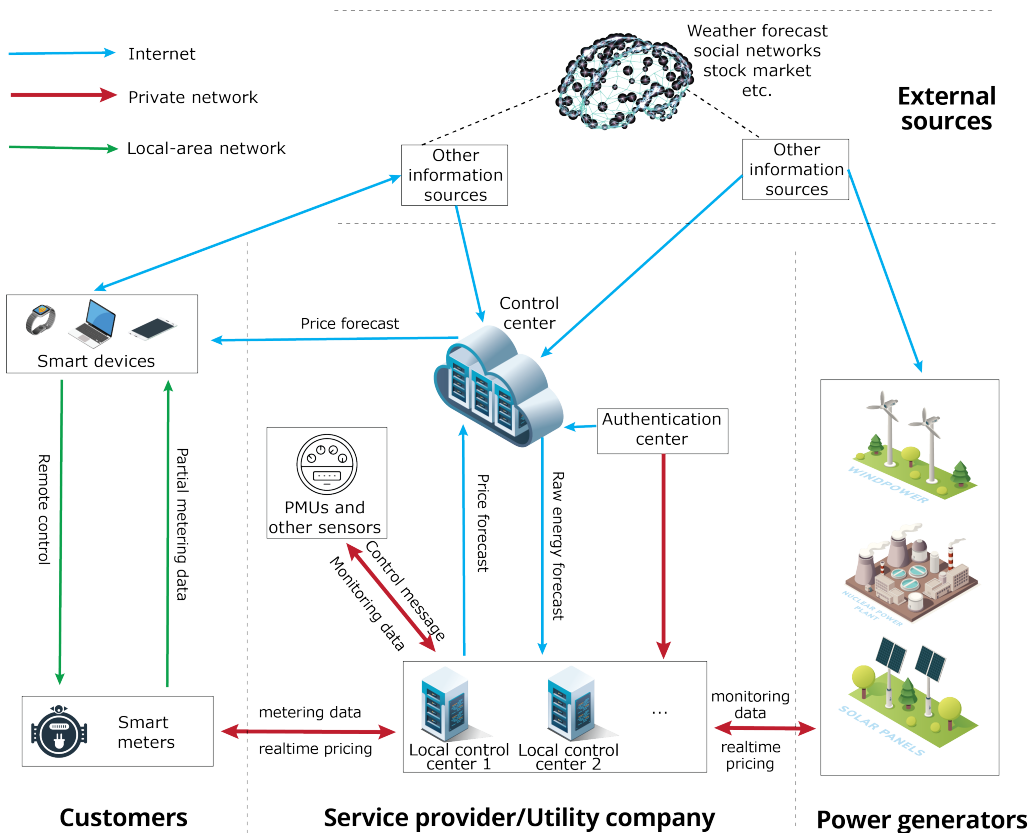 Internet
Private network
Local-area network
Weather forecast
social networks
stock market
etc.
External
sources
Other
information
sources
Other
information
sources
Smart devices
Price forecast
Control
center
Authentication
center
PMUs and
other sensors
Remote control
Partial metering data
Control message
Monitoring data
Price forecast
Raw energy forecast
WINDPOWER
NUCLEAR POWER
PLANT
SOLAR PANELS
Smart
meters
metering data
realtime pricing
Local control
center 1
Local control
center 2
...
monitoring
data
realtime
pricing
Customers
Service provider/Utility company
Power generators